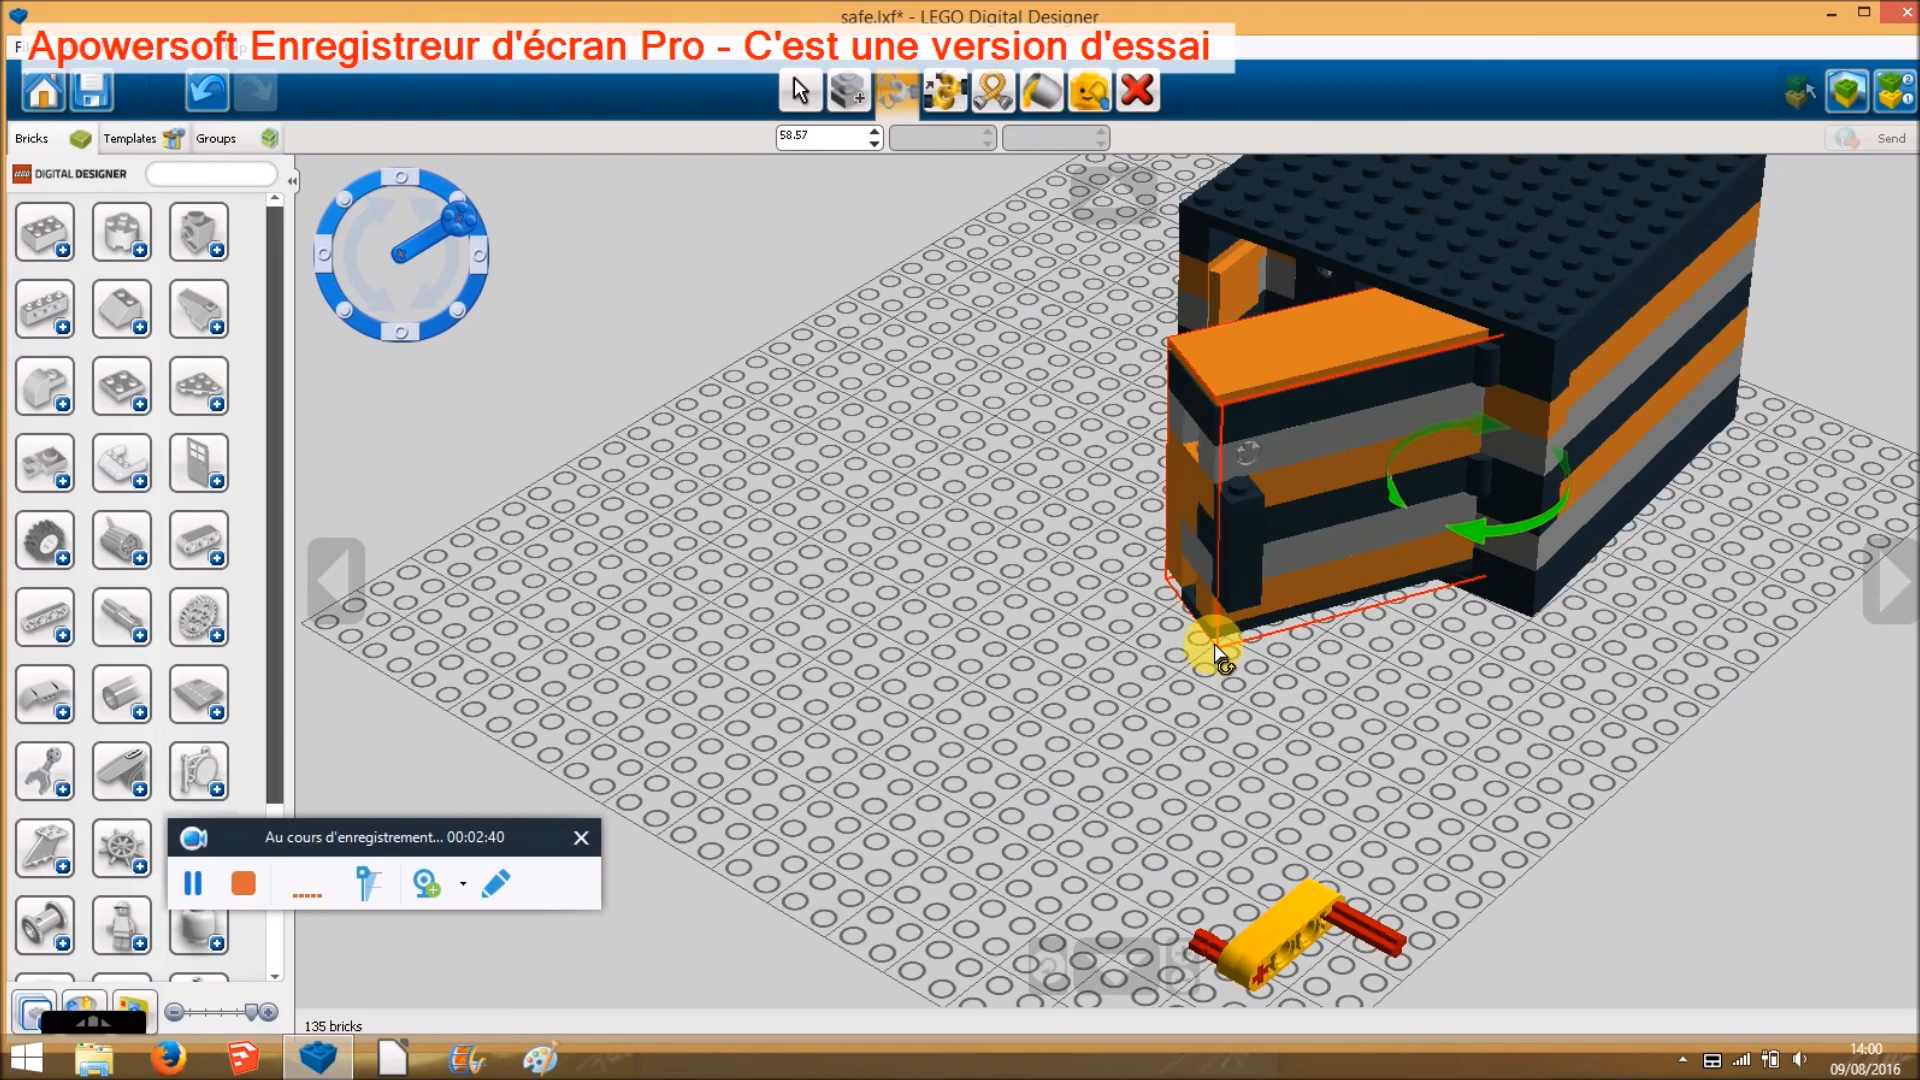 safe.lxf* - LEGO Digital Designer
Apowersoft Enregistreur d'écran Pro - C'est une version d'essai
58.57
Bricks
Templates
Groups
Send
LEGO DIGITAL DESIGNER
Au cours d'enregistrement... 00:02:40
135 bricks
14:00
09/08/2016